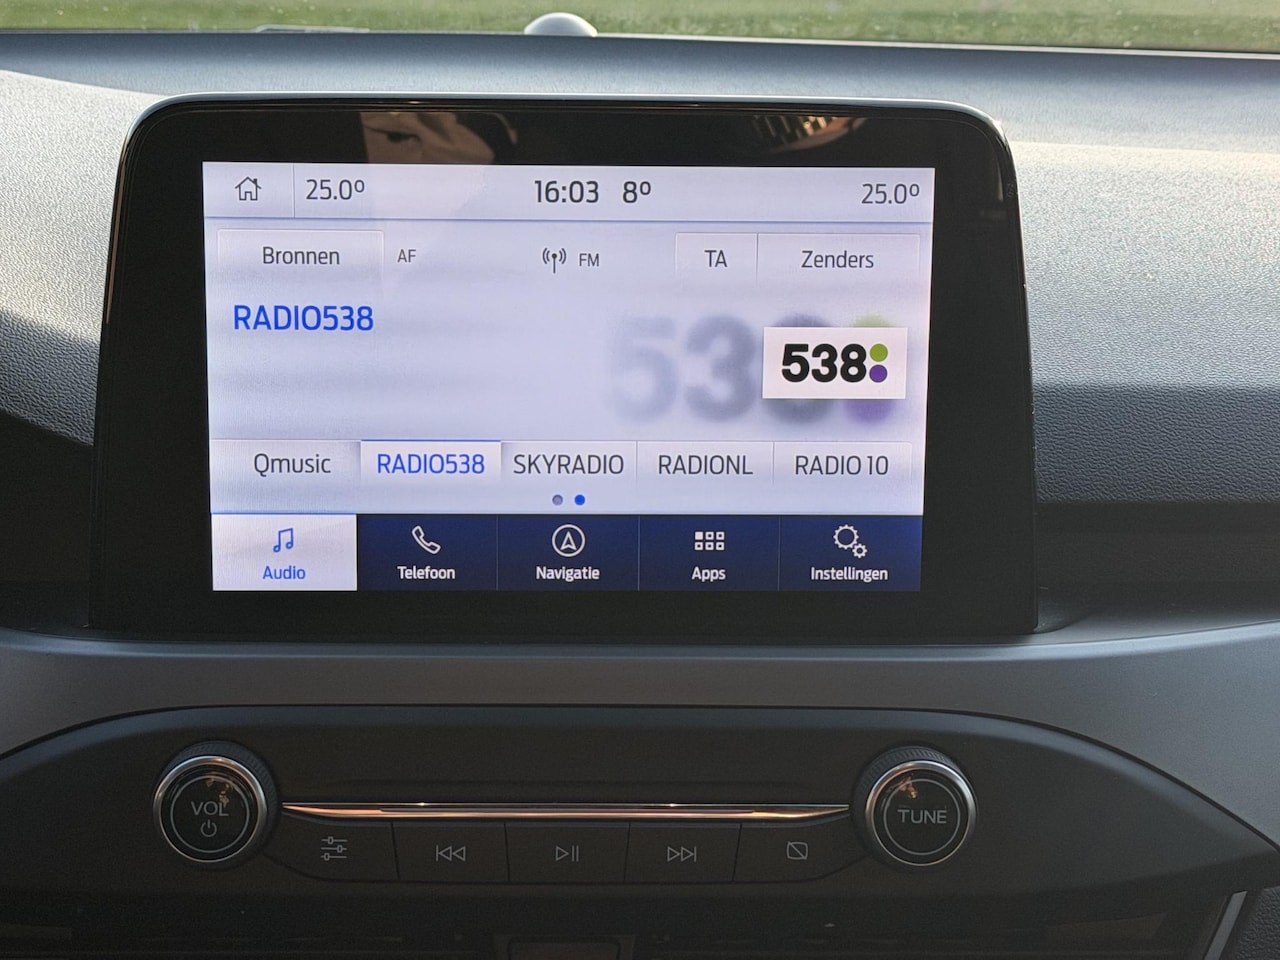 25.0º 16:03 8º 25.0º
Bronnen AF FM TA Zenders
RADIO538
538
538
Qmusic RADIO538 SKYRADIO RADIONL RADIO 10
Audio Telefoon Navigatie Apps Instellingen
VOL TUNE